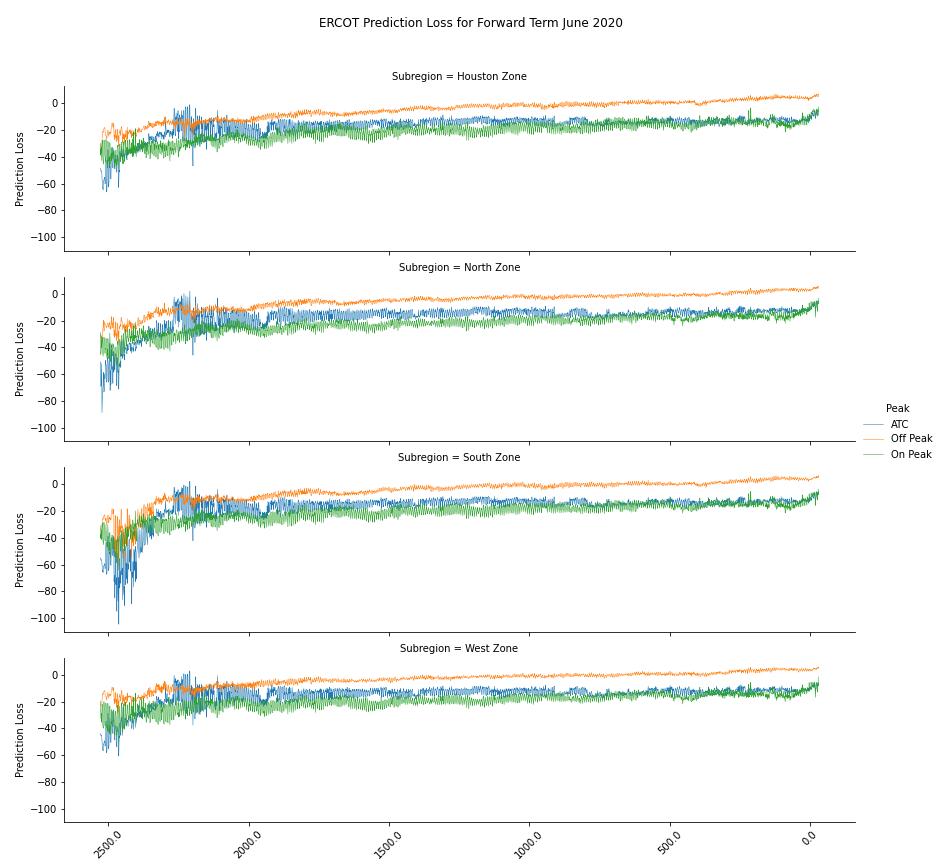 ERCOT Prediction Loss for Forward Term June 2020
Subregion = Houston Zone
0
−20
−40
−60
−80
−100
Prediction Loss
Subregion = North Zone
0
−20
−40
−60
−80
−100
Prediction Loss
Peak
ATC
Off Peak
On Peak
Subregion = South Zone
0
−20
−40
−60
−80
−100
Prediction Loss
Subregion = West Zone
0
−20
−40
−60
−80
−100
Prediction Loss
2500.0
2000.0
1500.0
1000.0
500.0
0.0